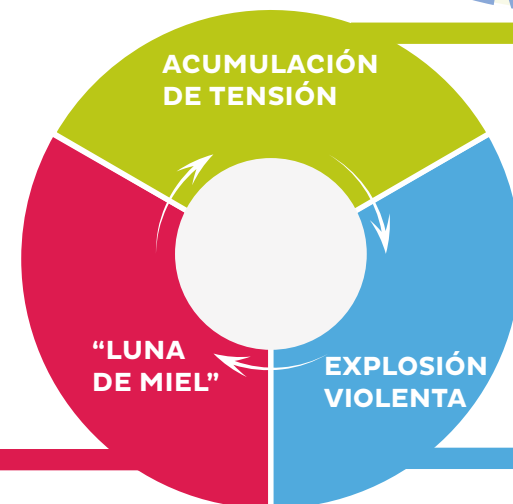 ACUMULACIÓN
DE TENSIÓN
“LUNA
DE MIEL”
EXPLOSIÓN
VIOLENTA